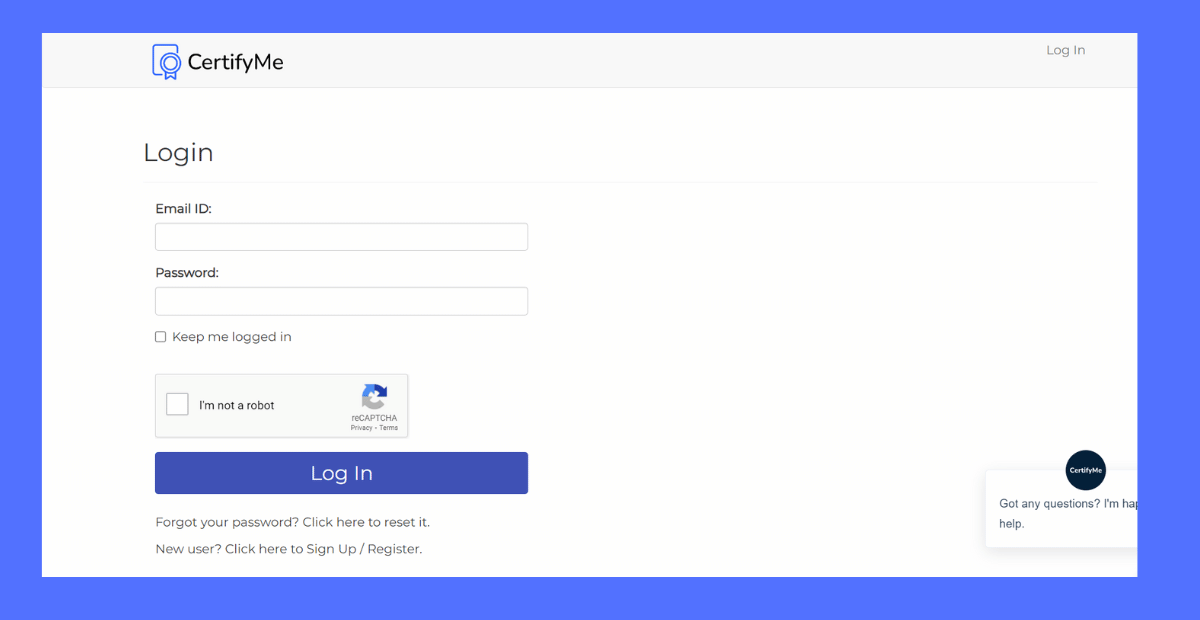 CertifyMe
Log In
Login
Email ID:
Password:
Keep me logged in
I'm not a robot
reCAPTCHA
Privacy - Terms
Log In
CertifyMe
Got any questions? I'm
help.
Forgot your password? Click here to reset it.
New user? Click here to Sign Up / Register.